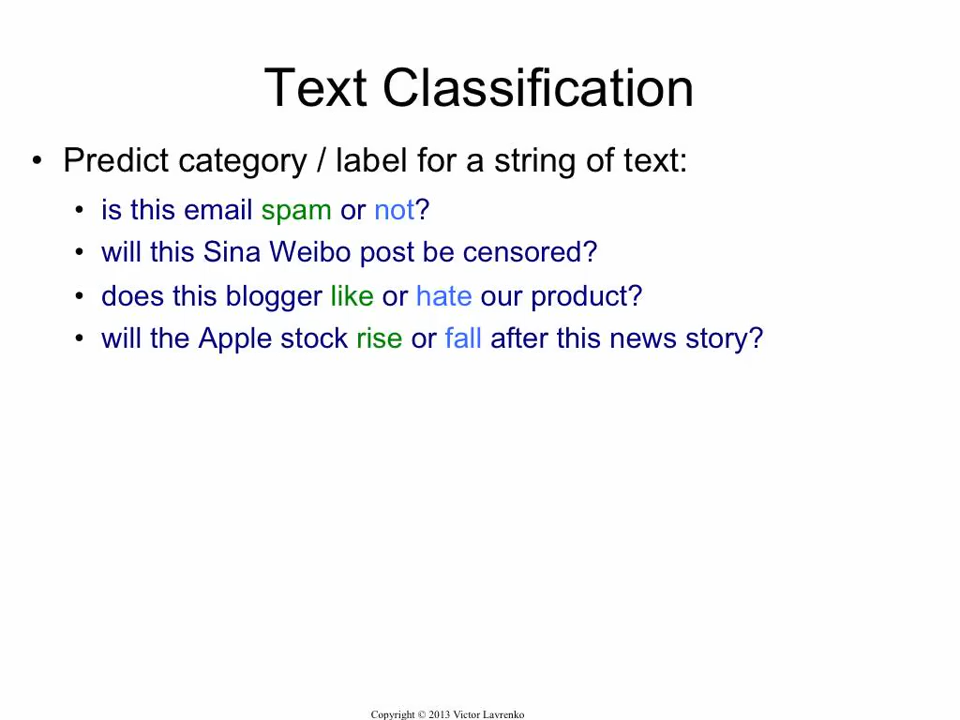 Text Classification
• Predict category / label for a string of text:
• is this email spam or not?
• will this Sina Weibo post be censored?
• does this blogger like or hate our product?
• will the Apple stock rise or fall after this news story?
Copyright © 2013 Victor Lavrenko